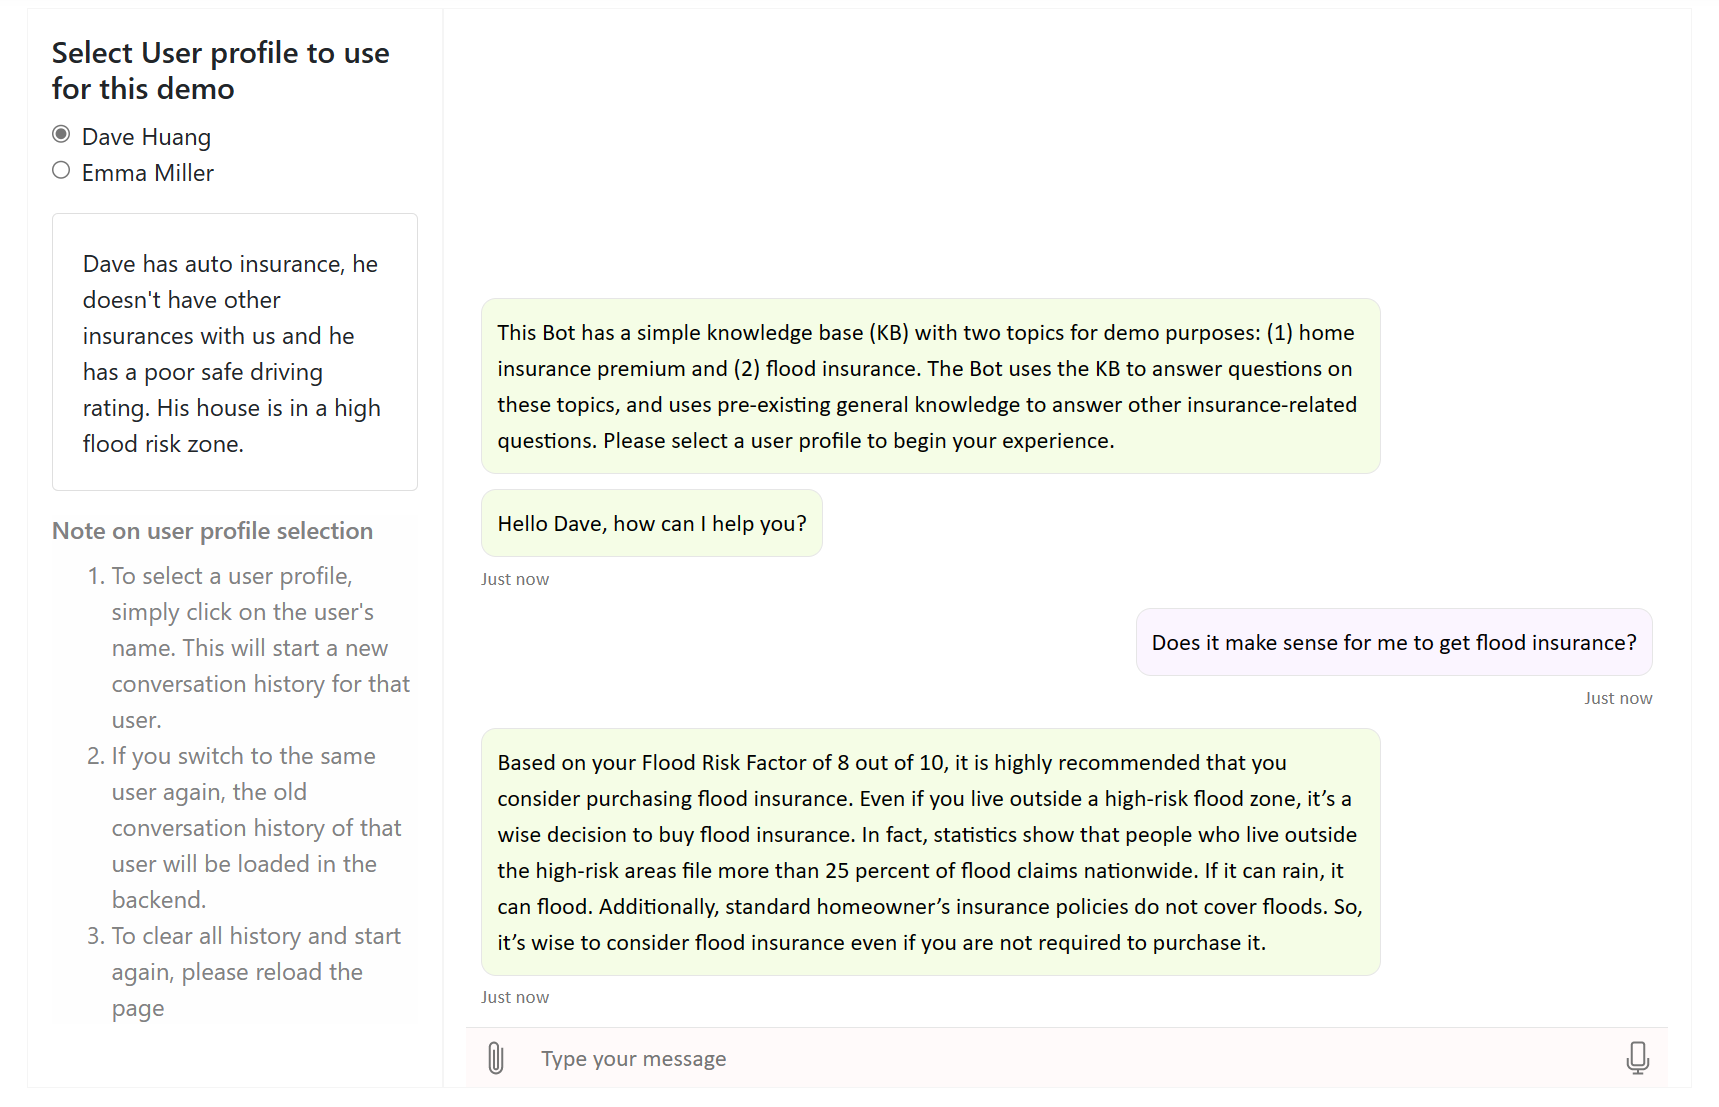 Select User profile to use
for this demo
Dave Huang
Emma Miller
Dave has auto insurance, he
doesn't have other
insurances with us and he
has a poor safe driving
rating. His house is in a high
flood risk zone.
Note on user profile selection
1. To select a user profile,
simply click on the user's
name. This will start a new
conversation history for that
user.
2. If you switch to the same
user again, the old
conversation history of that
user will be loaded in the
backend.
3. To clear all history and start
again, please reload the
page
This Bot has a simple knowledge base (KB) with two topics for demo purposes: (1) home
insurance premium and (2) flood insurance. The Bot uses the KB to answer questions on
these topics, and uses pre-existing general knowledge to answer other insurance-related
questions. Please select a user profile to begin your experience.
Hello Dave, how can I help you?
Just now
Does it make sense for me to get flood insurance?
Just now
Based on your Flood Risk Factor of 8 out of 10, it is highly recommended that you
consider purchasing flood insurance. Even if you live outside a high-risk flood zone, it’s a
wise decision to buy flood insurance. In fact, statistics show that people who live outside
the high-risk areas file more than 25 percent of flood claims nationwide. If it can rain, it
can flood. Additionally, standard homeowner’s insurance policies do not cover floods. So,
it’s wise to consider flood insurance even if you are not required to purchase it.
Just now
Type your message